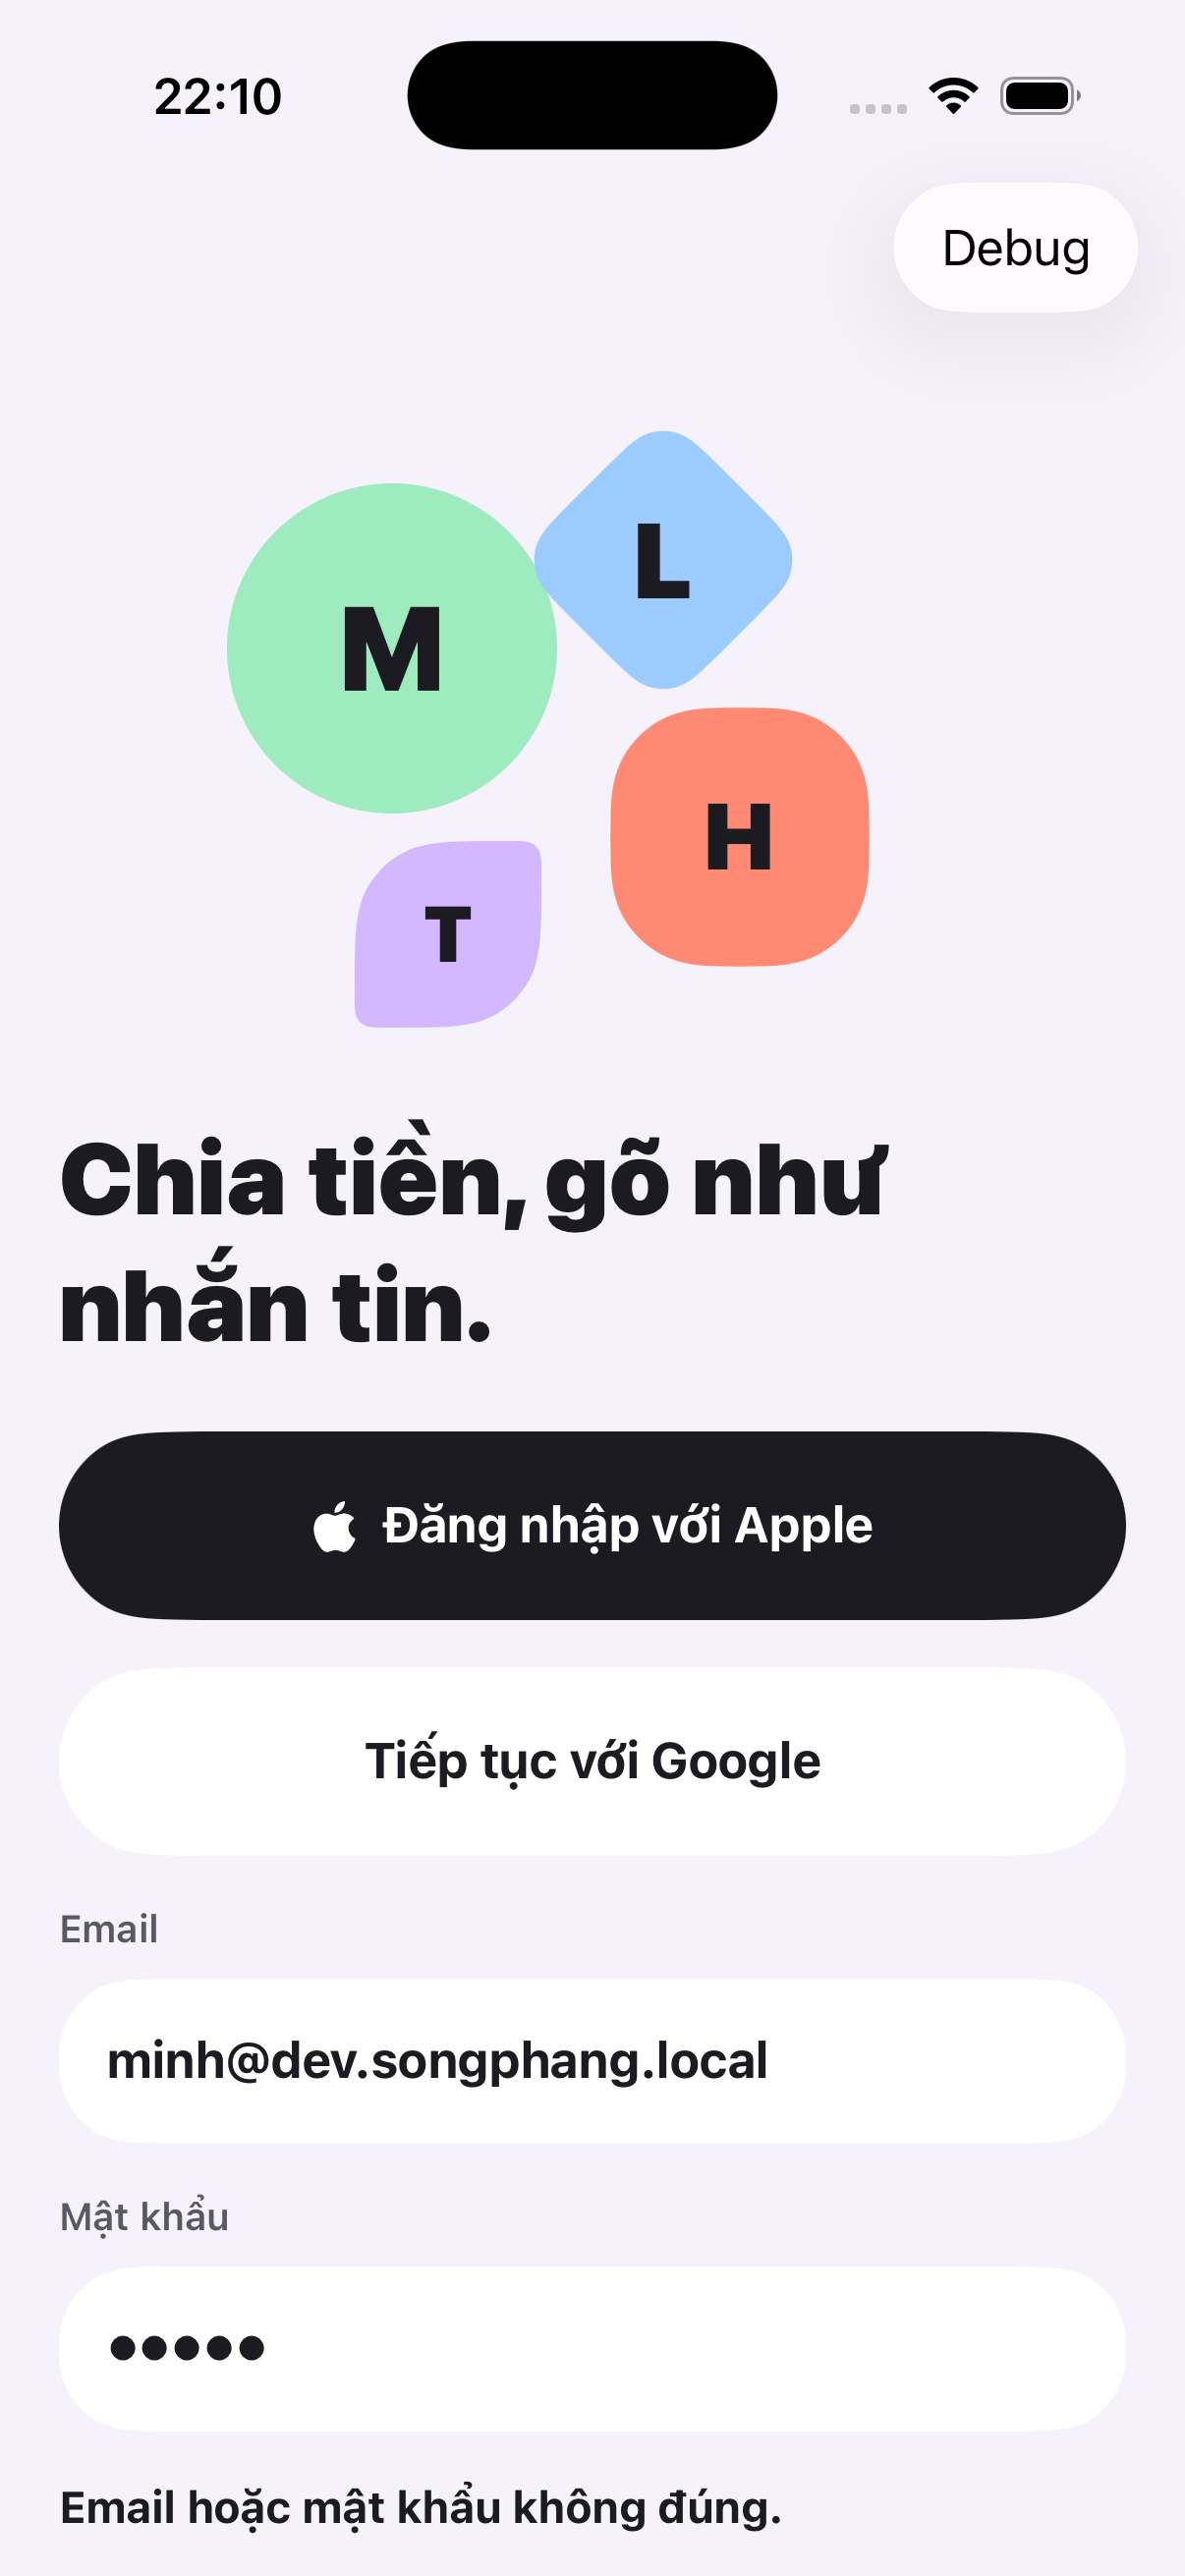 22:10
Debug
M
L
H
T
Chia tiền, gõ như
nhắn tin.
Đăng nhập với Apple
Tiếp tục với Google
Email
minh@dev.songphang.local
Mật khẩu
•••••
Email hoặc mật khẩu không đúng.